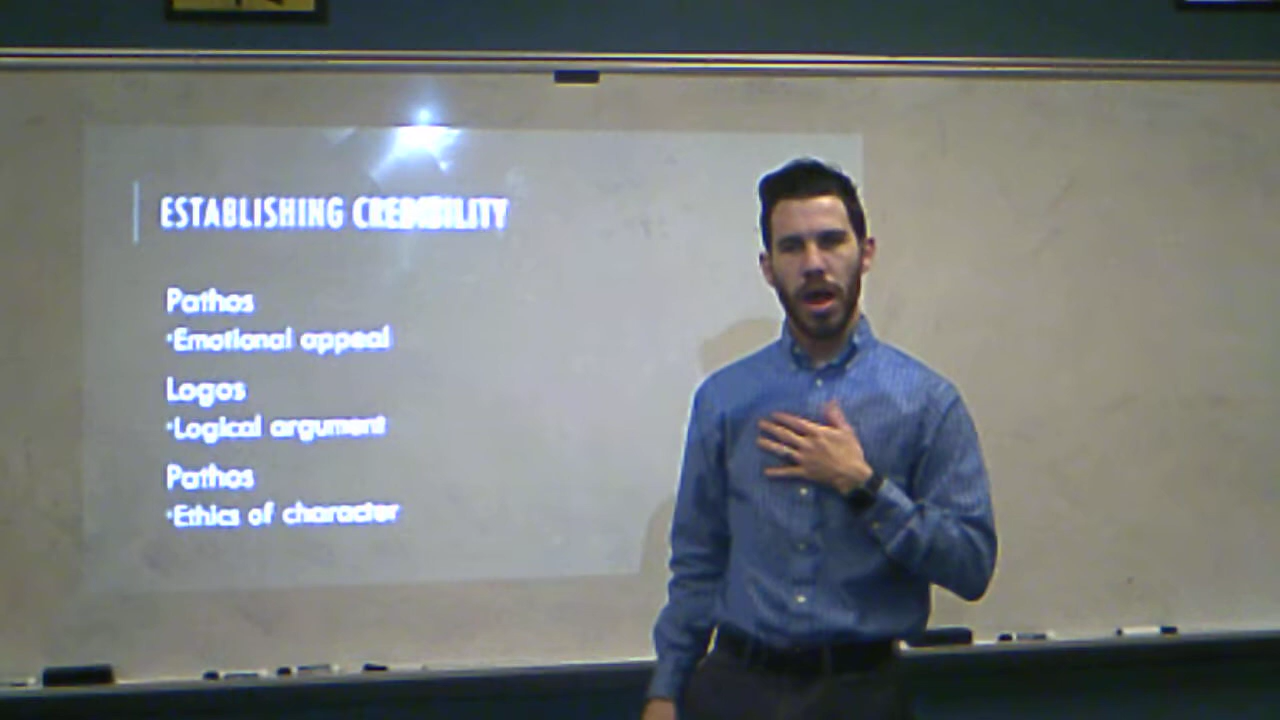 ESTABLISHING CREDIBILITY
Pathos
·Emotional appeal
Logos
·Logical argument
Pathos
·Ethics of character